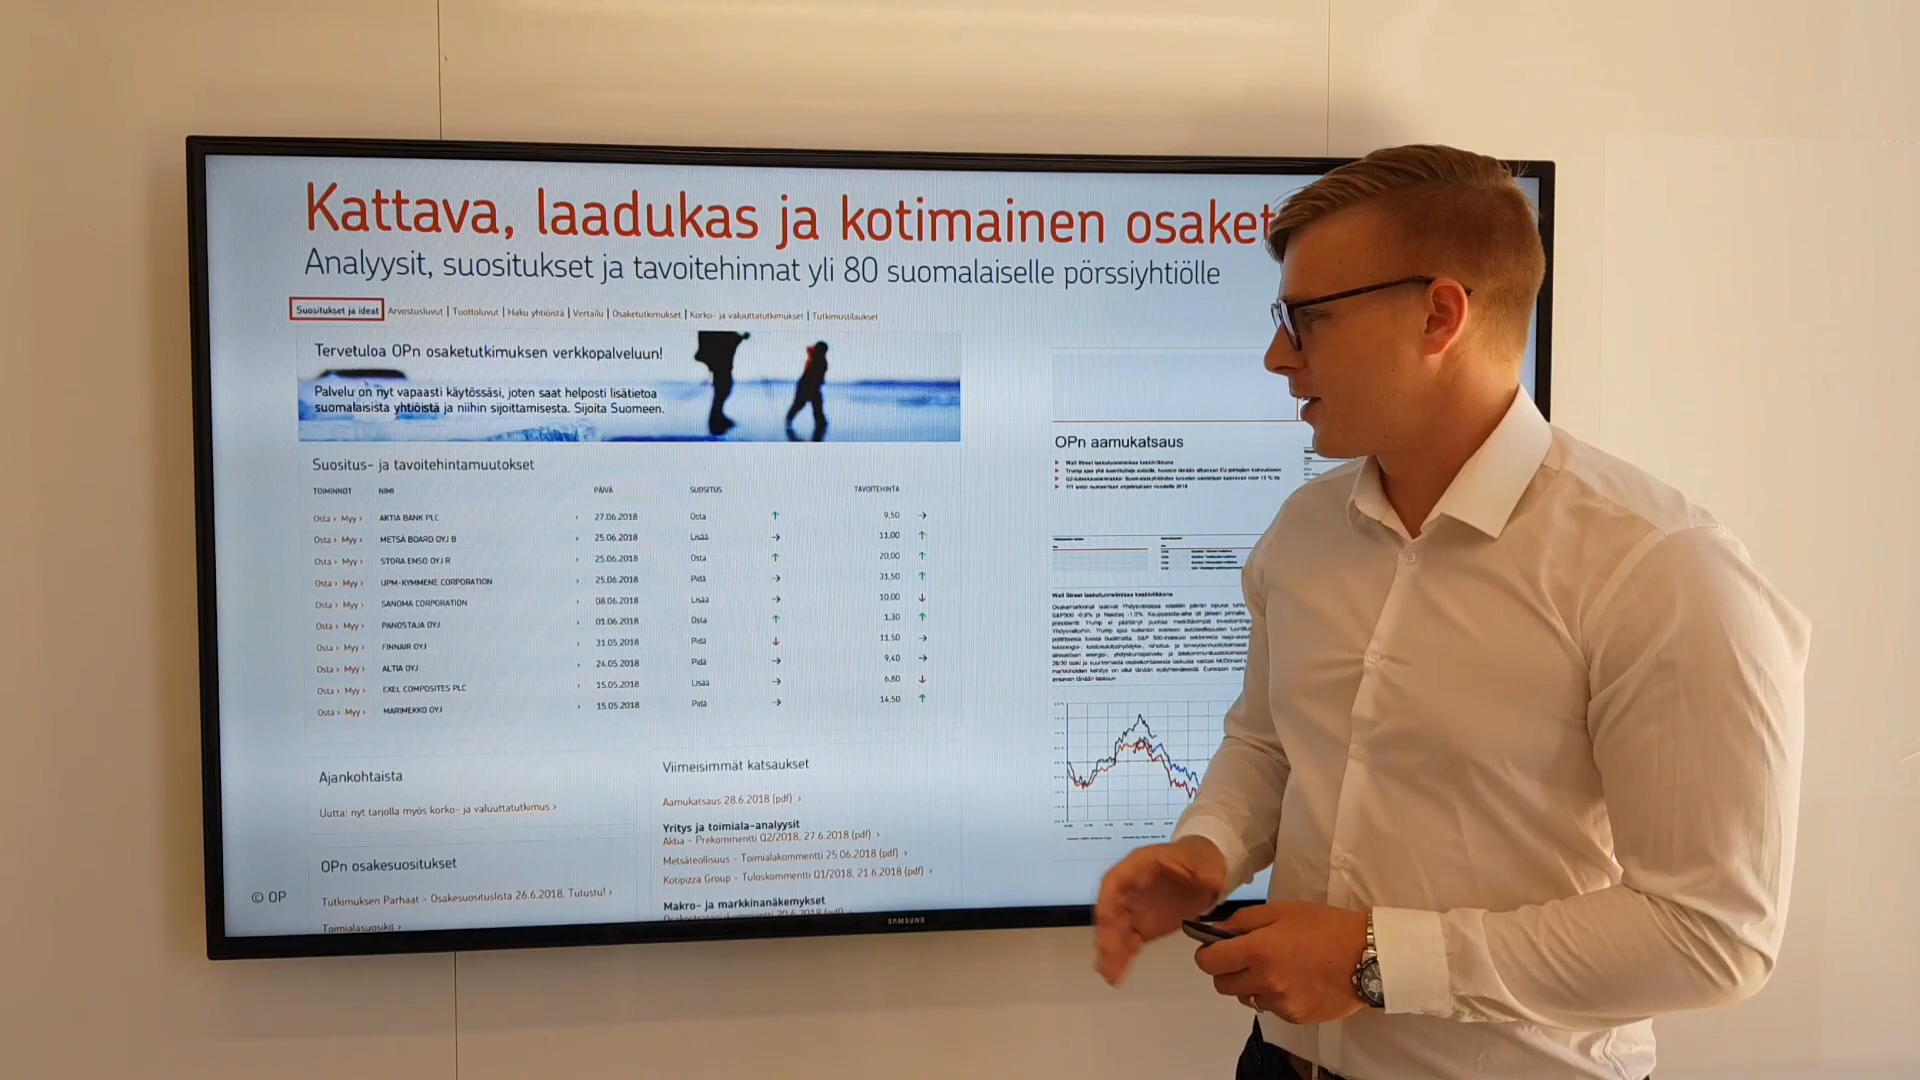 Kattava, laadukas ja kotimainen osaket
Analyysit, suositukset ja tavoitehinnat yli 80 suomalaiselle pörssiyhtiölle
Suositukset ja ideat | Arvostusluvut | Tuottoluvut | Haku yhtiöistä | Vertailu | Osaketutkimukset | Korko- ja valuuttatutkimukset | Tutkimustilaukset
Tervetuloa OPn osaketutkimuksen verkkopalveluun!
Palvelu on nyt vapaasti käytössäsi, joten saat helposti lisätietoa
suomalaisista yhtiöistä ja niihin sijoittamisesta. Sijoita Suomeen.
Suositus- ja tavoitehintamuutokset
TOIMINNOT NIMI PÄIVÄ SUOSITUS TAVOITEHINTA
Osta › Myy › AKTIA BANK PLC › 27.06.2018 Osta ↑ 9,50 →
Osta › Myy › METSÄ BOARD OYJ B › 25.06.2018 Lisää → 11,00 ↑
Osta › Myy › STORA ENSO OYJ R › 25.06.2018 Osta ↑ 20,00 ↑
Osta › Myy › UPM-KYMMENE CORPORATION › 25.06.2018 Pidä → 31,50 ↑
Osta › Myy › SANOMA CORPORATION › 08.06.2018 Lisää → 10,00 ↓
Osta › Myy › PANOSTAJA OYJ › 01.06.2018 Osta ↑ 1,30 ↑
Osta › Myy › FINNAIR OYJ › 31.05.2018 Pidä ↓ 11,50 →
Osta › Myy › ALTIA OYJ › 24.05.2018 Pidä → 9,40 →
Osta › Myy › EXEL COMPOSITES PLC › 15.05.2018 Lisää → 6,80 ↓
Osta › Myy › MARIMEKKO OYJ › 15.05.2018 Pidä → 14,50 ↑
Ajankohtaista
Uutta: nyt tarjolla myös korko- ja valuuttatutkimus ›
OPn osakesuositukset
Tutkimuksen Parhaat - Osakesuosituslista 26.6.2018. Tutustu! ›
Toimialasuosikit ›
Viimeisimmät katsaukset
Aamukatsaus 28.6.2018 (pdf) ›
Yritys ja toimiala-analyysit
Aktia - Prekommentti Q2/2018, 27.6.2018 (pdf) ›
Metsäteollisuus - Toimialakommentti 25.06.2018 (pdf) ›
Kotipizza Group - Tuloskommentti Q1/2018, 21.6.2018 (pdf) ›
Makro- ja markkinanäkemykset
OPn aamukatsaus
Wall Street laskutunnelmissa keskiviikkona
Wall Street laskutunnelmissa keskiviikkona
© OP
SAMSUNG